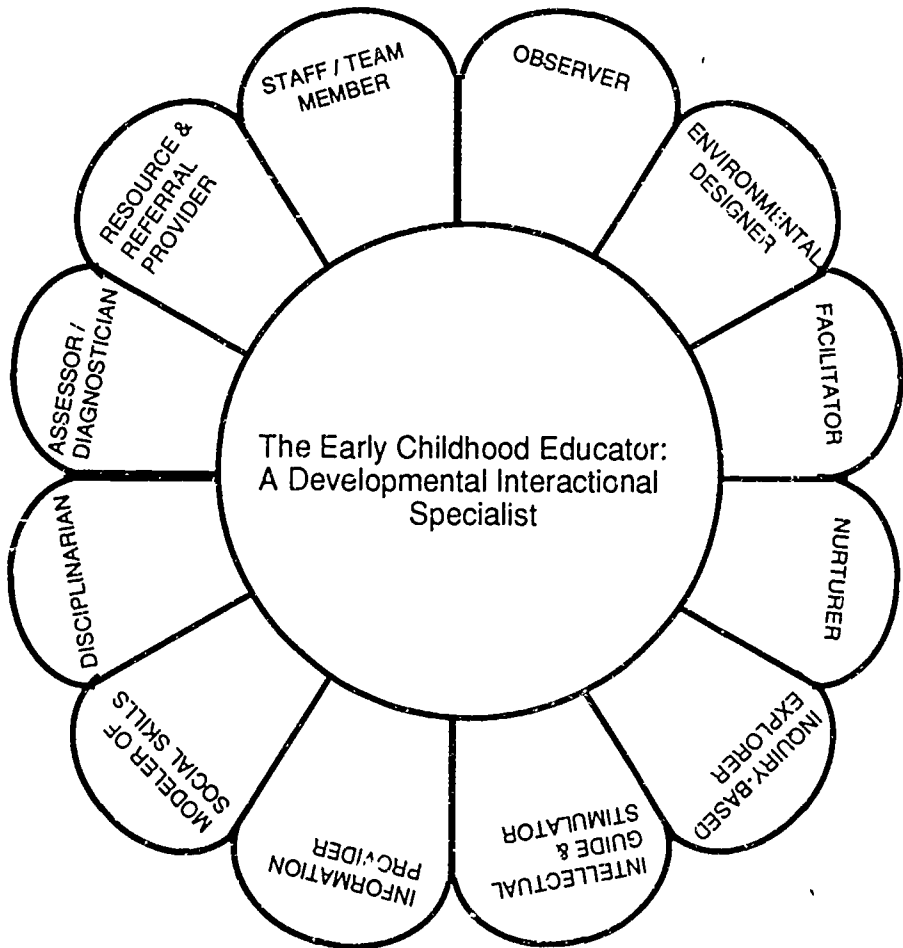 The Early Childhood Educator:
A Developmental Interactional
Specialist
OBSERVER
ENVIRONMENTAL
DESIGNER
FACILITATOR
NURTURER
INQUIRY-BASED
EXPLORER
INTELLECTUAL
GUIDE &
STIMULATOR
INFORMATION
PROVIDER
MODELER OF
SOCIAL SKILLS
DISCIPLINARIAN
ASSESSOR /
DIAGNOSTICIAN
RESOURCE &
REFERRAL
PROVIDER
STAFF / TEAM
MEMBER